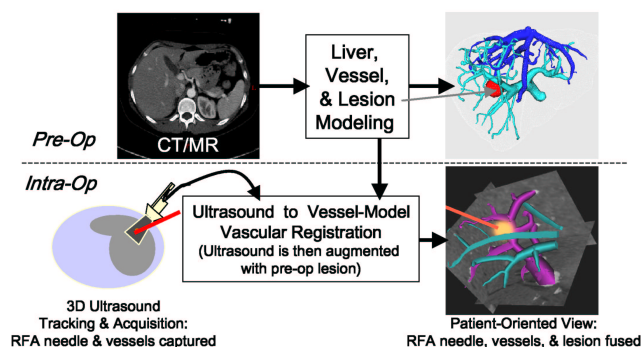 Liver,
Vessel,
& Lesion
Modeling
CT/MR
Pre-Op
Intra-Op
Ultrasound to Vessel-Model
Vascular Registration
(Ultrasound is then augmented
with pre-op lesion)
3D Ultrasound
Tracking & Acquisition:
RFA needle & vessels captured
Patient-Oriented View:
RFA needle, vessels, & lesion fused